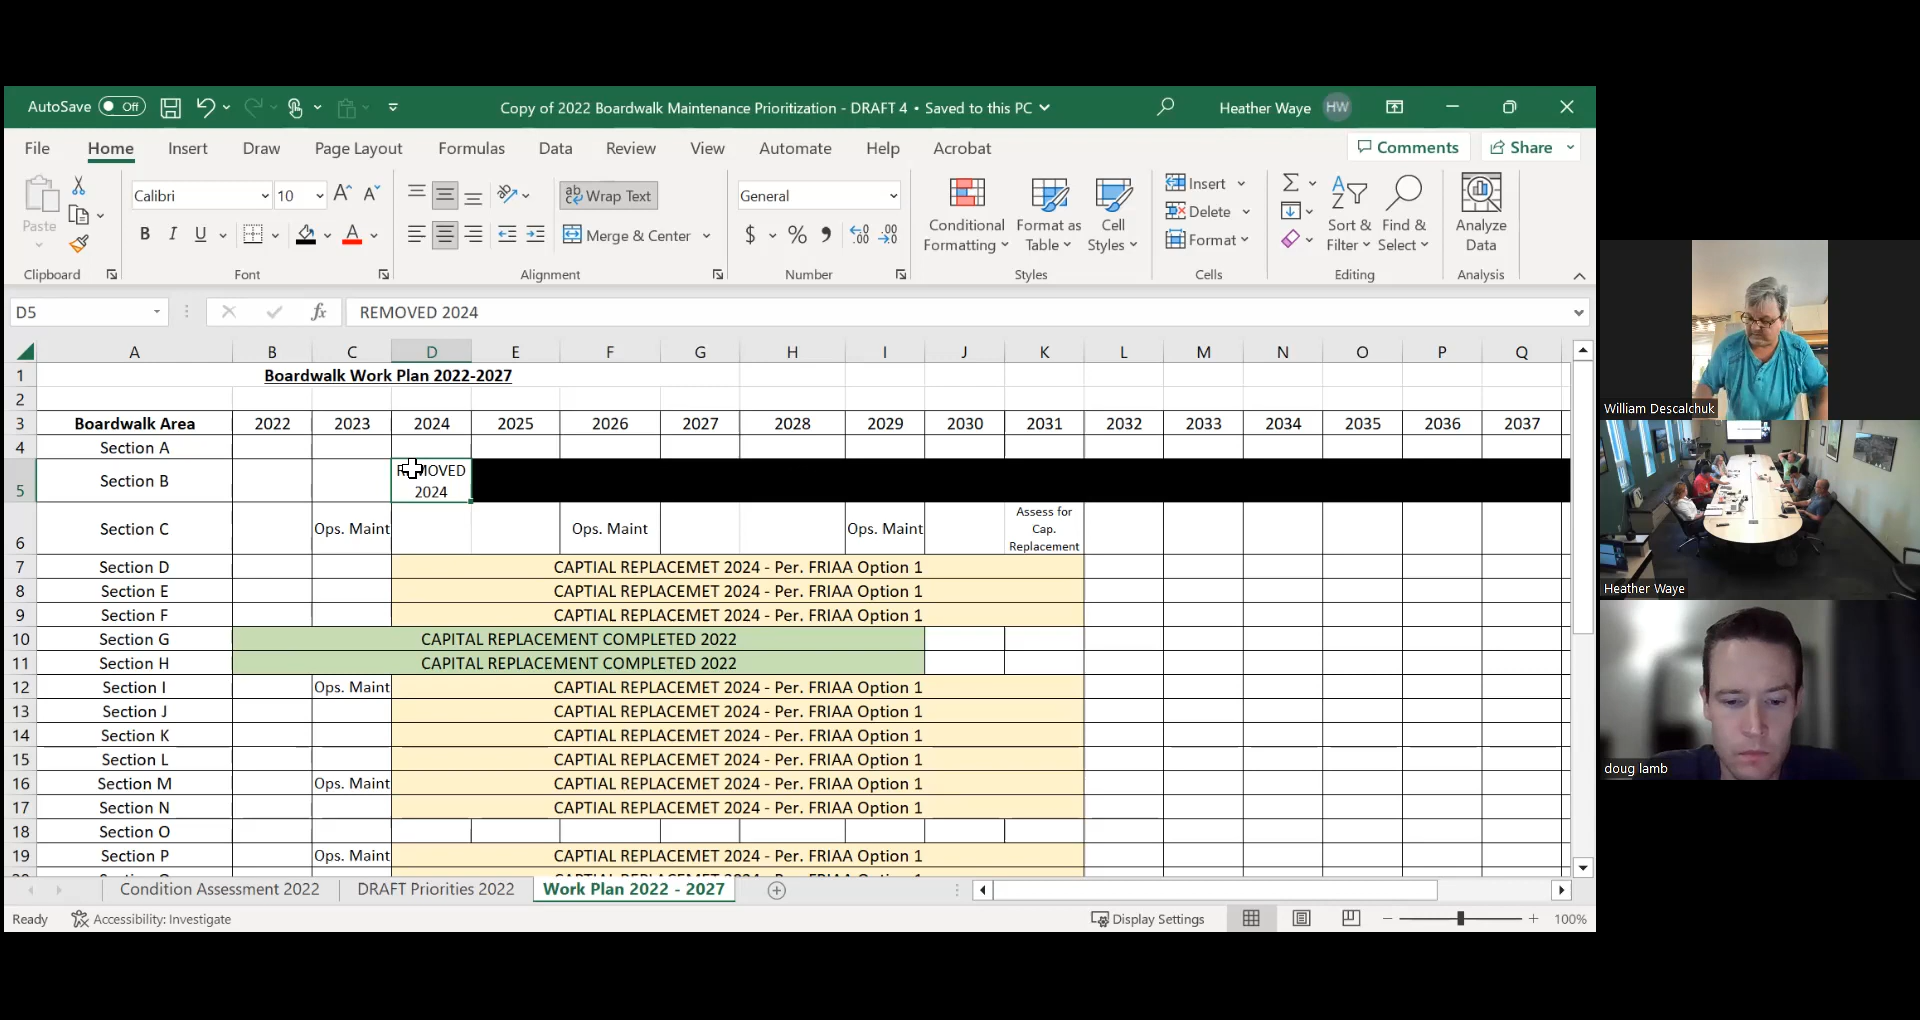 AutoSave Off
Copy of 2022 Boardwalk Maintenance Prioritization - DRAFT 4 • Saved to this PC
Heather Waye HW
File Home Insert Draw Page Layout Formulas Data Review View Automate Help Acrobat
Comments Share
Paste
Calibri 10
B I U
ab Wrap Text
Merge & Center
General
$ % ,
Conditional Formatting
Format as Table
Cell Styles
Insert
Delete
Format
Sort & Filter
Find & Select
Analyze Data
Clipboard Font Alignment Number Styles Cells Editing Analysis
D5 fx REMOVED 2024
A B C D E F G H I J K L M N O P Q
1 Boardwalk Work Plan 2022-2027
2
3 Boardwalk Area 2022 2023 2024 2025 2026 2027 2028 2029 2030 2031 2032 2033 2034 2035 2036 2037
4 Section A
5 Section B REMOVED 2024
6 Section C Ops. Maint Ops. Maint Ops. Maint Assess for Cap. Replacement
7 Section D CAPTIAL REPLACEMET 2024 - Per. FRIAA Option 1
8 Section E CAPTIAL REPLACEMET 2024 - Per. FRIAA Option 1
9 Section F CAPTIAL REPLACEMET 2024 - Per. FRIAA Option 1
10 Section G CAPITAL REPLACEMENT COMPLETED 2022
11 Section H CAPITAL REPLACEMENT COMPLETED 2022
12 Section I Ops. Maint CAPTIAL REPLACEMET 2024 - Per. FRIAA Option 1
13 Section J CAPTIAL REPLACEMET 2024 - Per. FRIAA Option 1
14 Section K CAPTIAL REPLACEMET 2024 - Per. FRIAA Option 1
15 Section L CAPTIAL REPLACEMET 2024 - Per. FRIAA Option 1
16 Section M Ops. Maint CAPTIAL REPLACEMET 2024 - Per. FRIAA Option 1
17 Section N CAPTIAL REPLACEMET 2024 - Per. FRIAA Option 1
18 Section O
19 Section P Ops. Maint CAPTIAL REPLACEMET 2024 - Per. FRIAA Option 1
Condition Assessment 2022 DRAFT Priorities 2022 Work Plan 2022 - 2027
Ready Accessibility: Investigate Display Settings 100%
William Descalchuk
Heather Waye
doug lamb